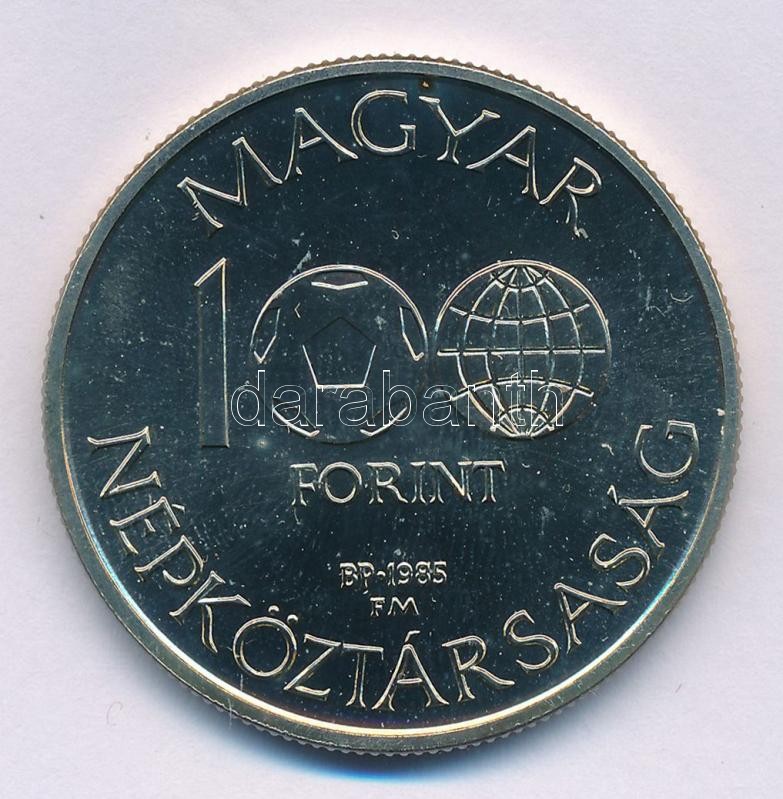 MAGYAR
100
FORINT
BP-1985
FM
NÉPKÖZTÁRSASÁG
darabanth